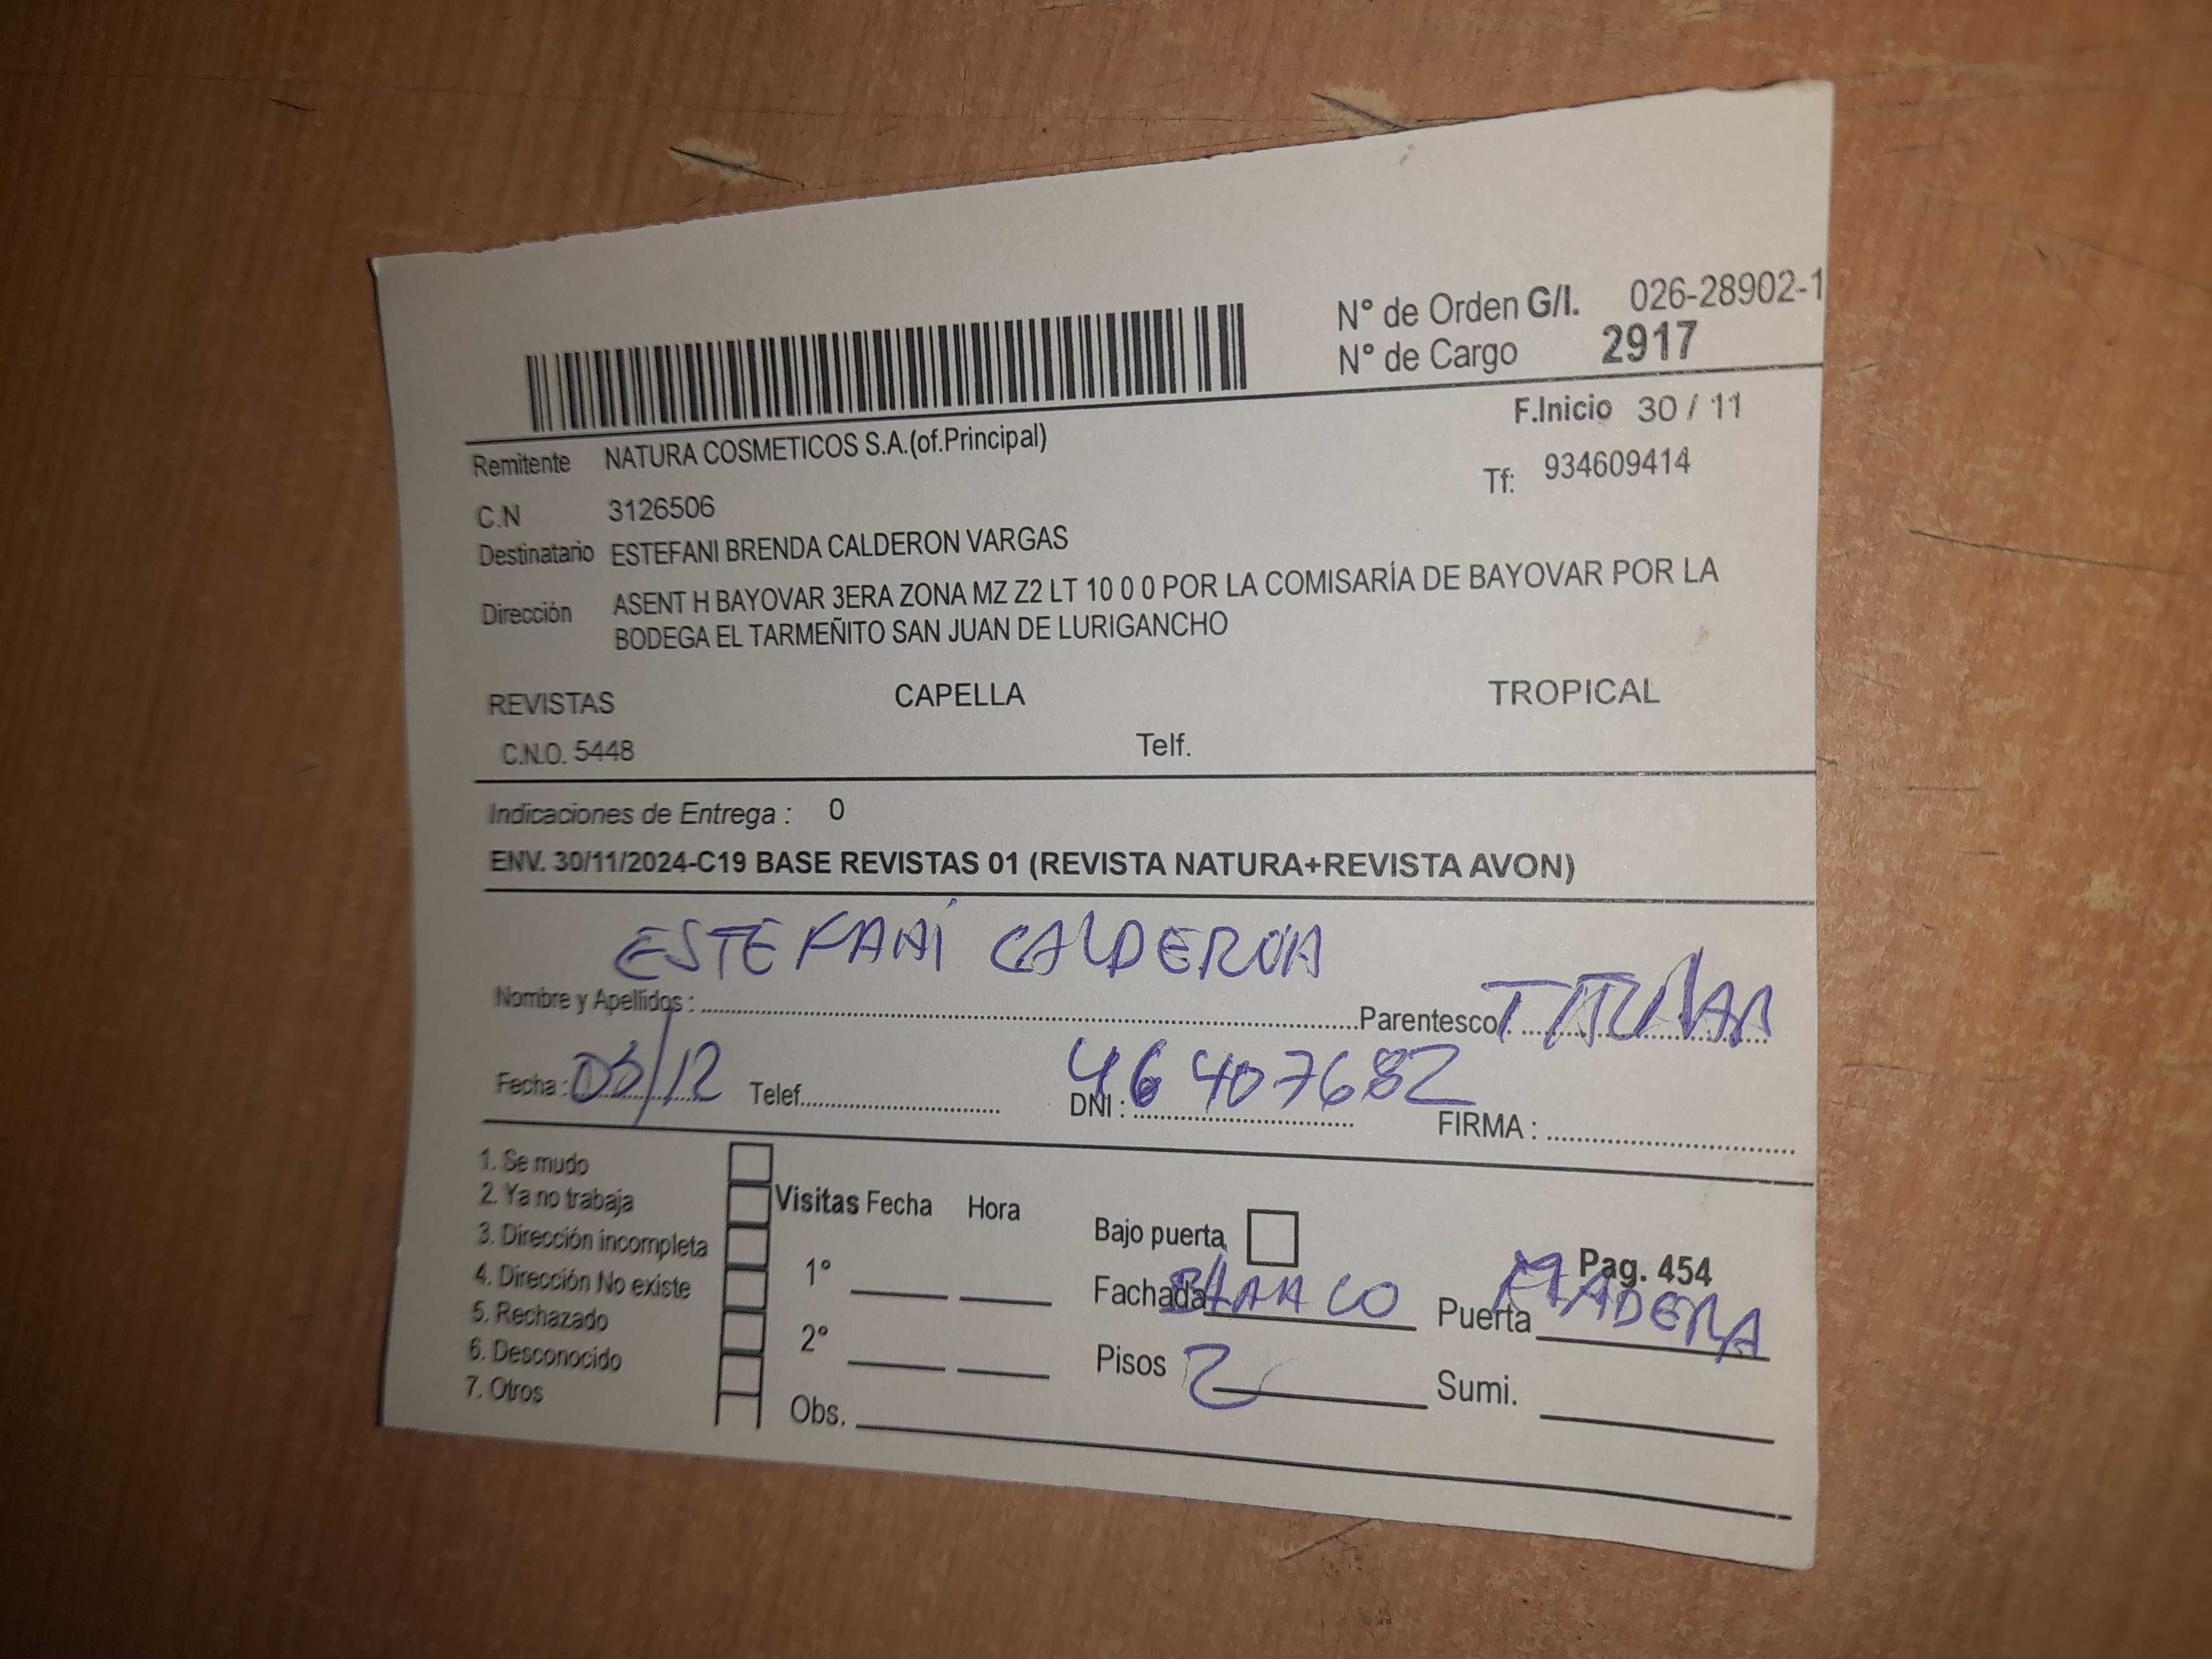 N° de Orden G/I. 026-28902-1
N° de Cargo 2917
F.Inicio 30 / 11
Remitente NATURA COSMETICOS S.A.(of.Principal)
Tf: 934609414
C.N 3126506
Destinatario ESTEFANI BRENDA CALDERON VARGAS
Dirección ASENT H BAYOVAR 3ERA ZONA MZ Z2 LT 10 0 0 POR LA COMISARÍA DE BAYOVAR POR LA
BODEGA EL TARMEÑITO SAN JUAN DE LURIGANCHO
REVISTAS CAPELLA TROPICAL
C.N.O. 5448 Telf.
Indicaciones de Entrega : 0
ENV. 30/11/2024-C19 BASE REVISTAS 01 (REVISTA NATURA+REVISTA AVON)
Nombre y Apellidos : ESTEFANÍ CALDERON Parentesco : TITULAR
Fecha : /12 Telef. DNI : 46407682 FIRMA :
1. Se mudo
2. Ya no trabaja
3. Dirección incompleta
4. Dirección No existe
5. Rechazado
6. Desconocido
7. Otros
Visitas Fecha Hora
1°
2°
Obs.
Bajo puerta
Pag. 454
Fachada BLANCO Puerta MADERA
Pisos 2 Sumi.